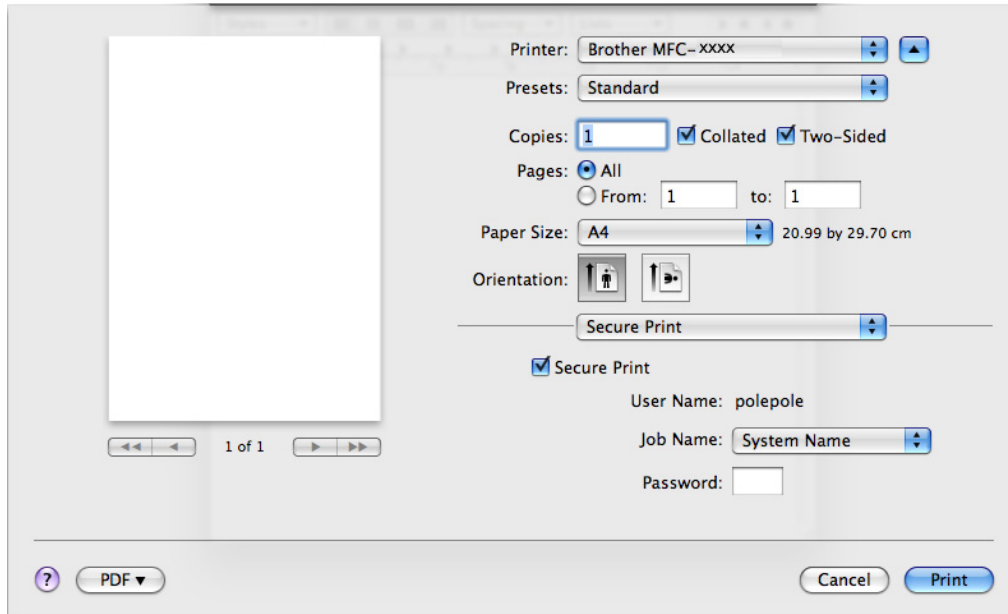 Printer: Brother MFC-xxxx
Presets: Standard
Copies: 1 Collated Two-Sided
Pages: All
From: 1 to: 1
Paper Size: A4 20.99 by 29.70 cm
Orientation:
Secure Print
Secure Print
User Name: polepole
Job Name: System Name
Password:
1 of 1
? PDF Cancel Print